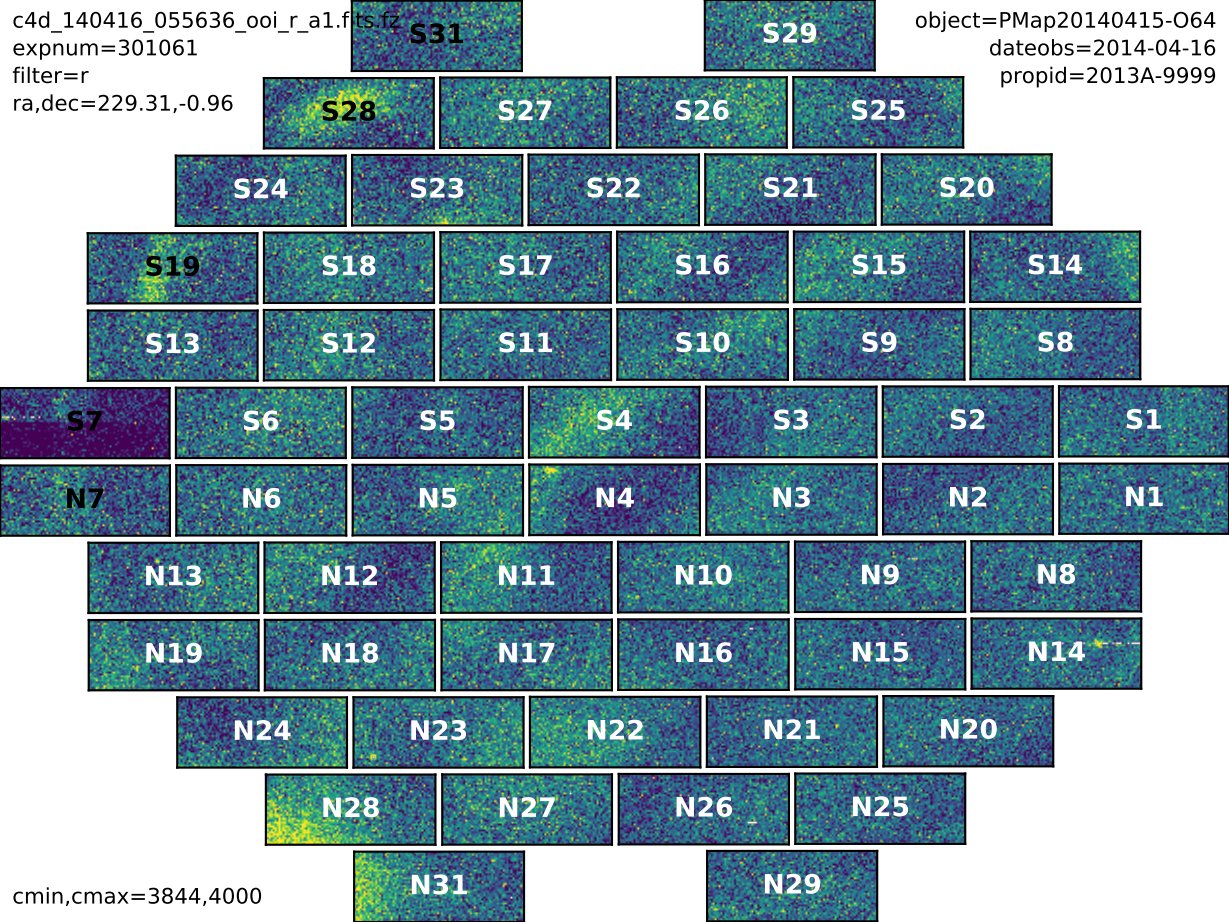 c4d_140416_055636_ooi_r_a1.fits.fz
expnum=301061
filter=r
ra,dec=229.31,-0.96
object=PMap20140415-O64
dateobs=2014-04-16
propid=2013A-9999
S31 S29
S28 S27 S26 S25
S24 S23 S22 S21 S20
S19 S18 S17 S16 S15 S14
S13 S12 S11 S10 S9 S8
S7 S6 S5 S4 S3 S2 S1
N7 N6 N5 N4 N3 N2 N1
N13 N12 N11 N10 N9 N8
N19 N18 N17 N16 N15 N14
N24 N23 N22 N21 N20
N28 N27 N26 N25
N31 N29
cmin,cmax=3844,4000